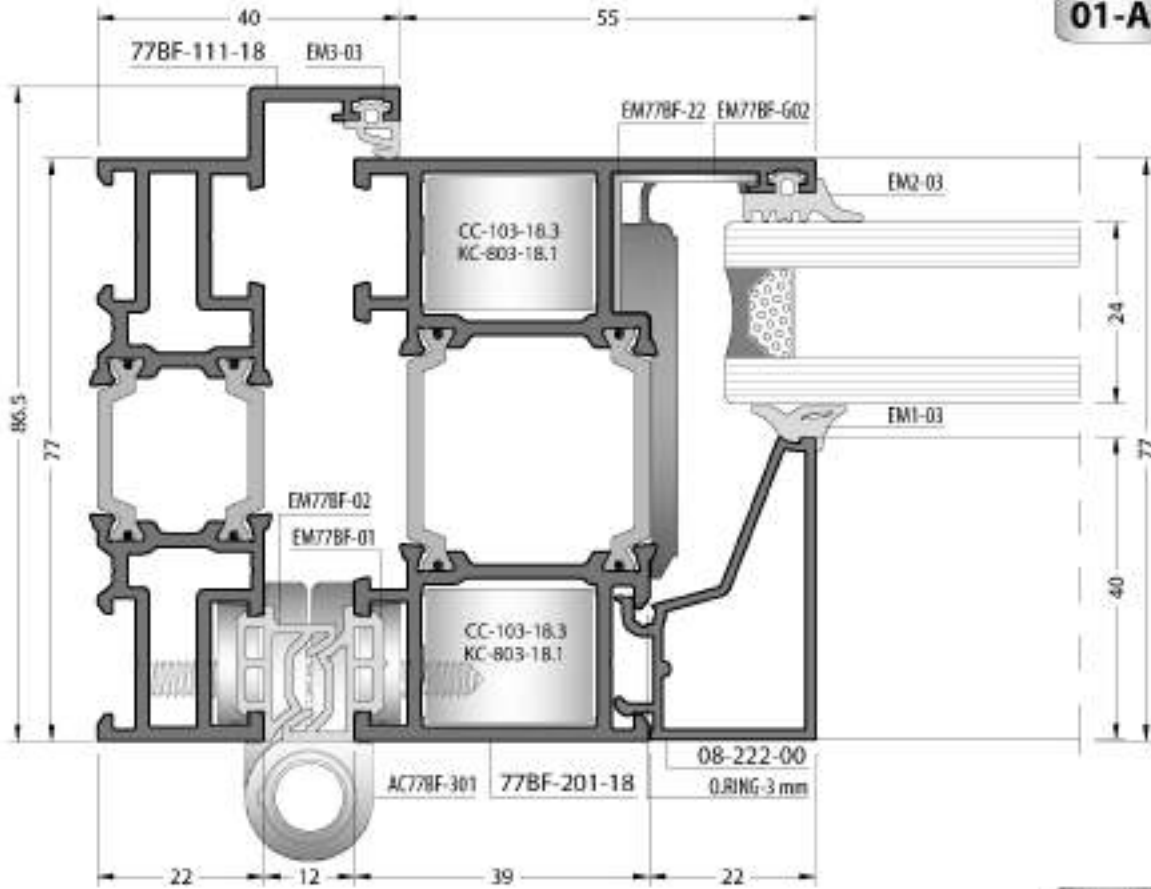 40
55
01-A
77BF-111-18
EM3-03
EM77BF-22
EM77BF-G02
EM2-03
CC-103-18.3
KC-803-18.1
24
86.5
77
77
EM1-03
EM77BF-02
EM77BF-01
40
CC-103-18.3
KC-803-18.1
08-222-00
AC77BF-301
77BF-201-18
O.RING-3 mm
22
12
39
22